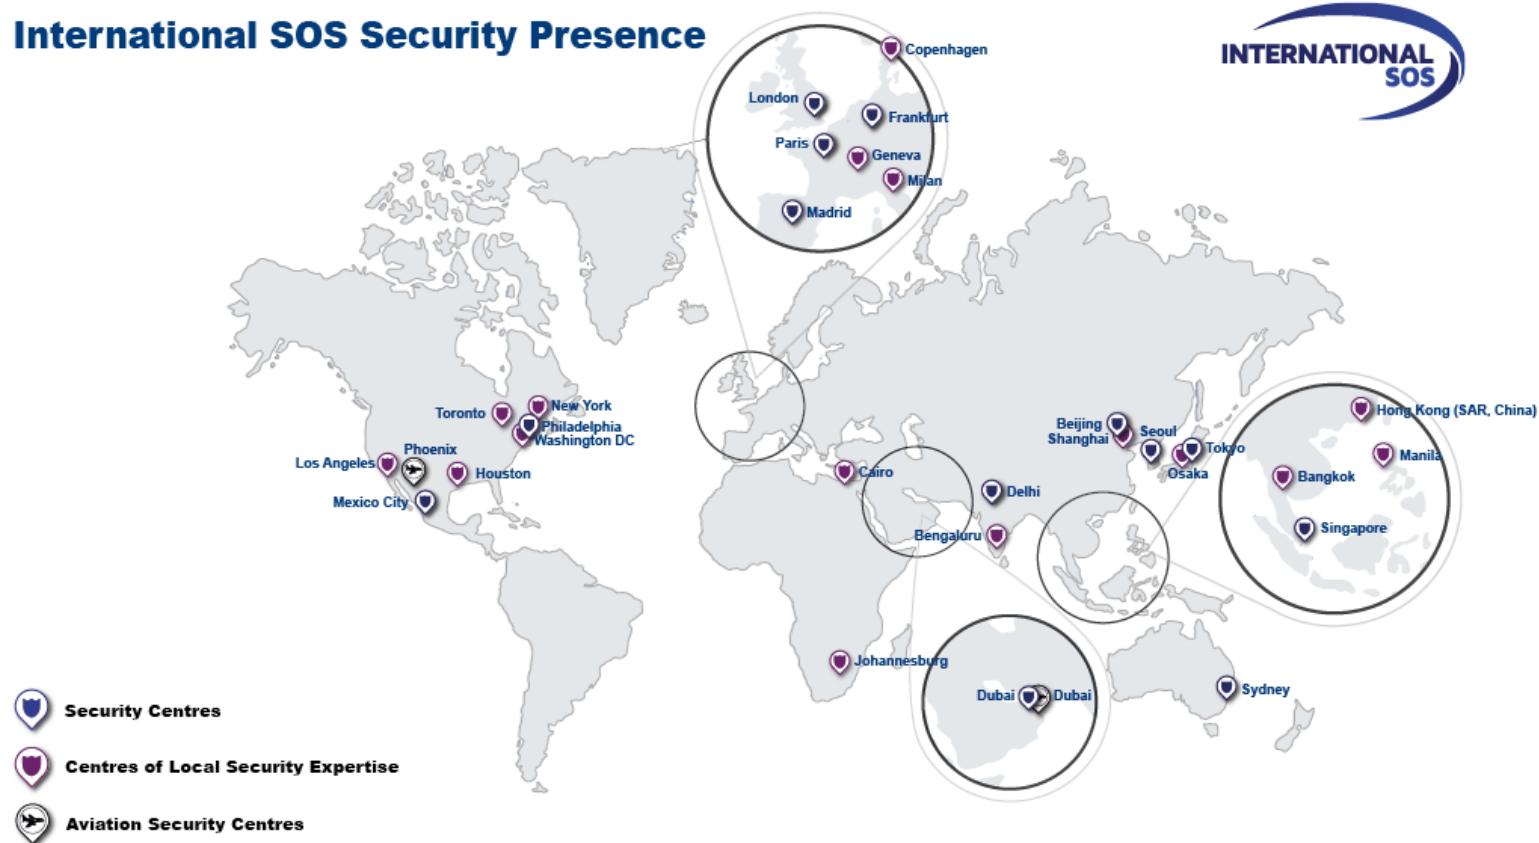 International SOS Security Presence
INTERNATIONAL
SOS
Copenhagen
London
Frankfurt
Paris
Geneva
Milan
Madrid
Toronto
New York
Philadelphia
Washington DC
Phoenix
Los Angeles
Houston
Mexico City
Cairo
Delhi
Bengaluru
Beijing
Shanghai
Seoul
Tokyo
Osaka
Hong Kong (SAR, China)
Manila
Bangkok
Singapore
Johannesburg
Dubai
Dubai
Sydney
Security Centres
Centres of Local Security Expertise
Aviation Security Centres